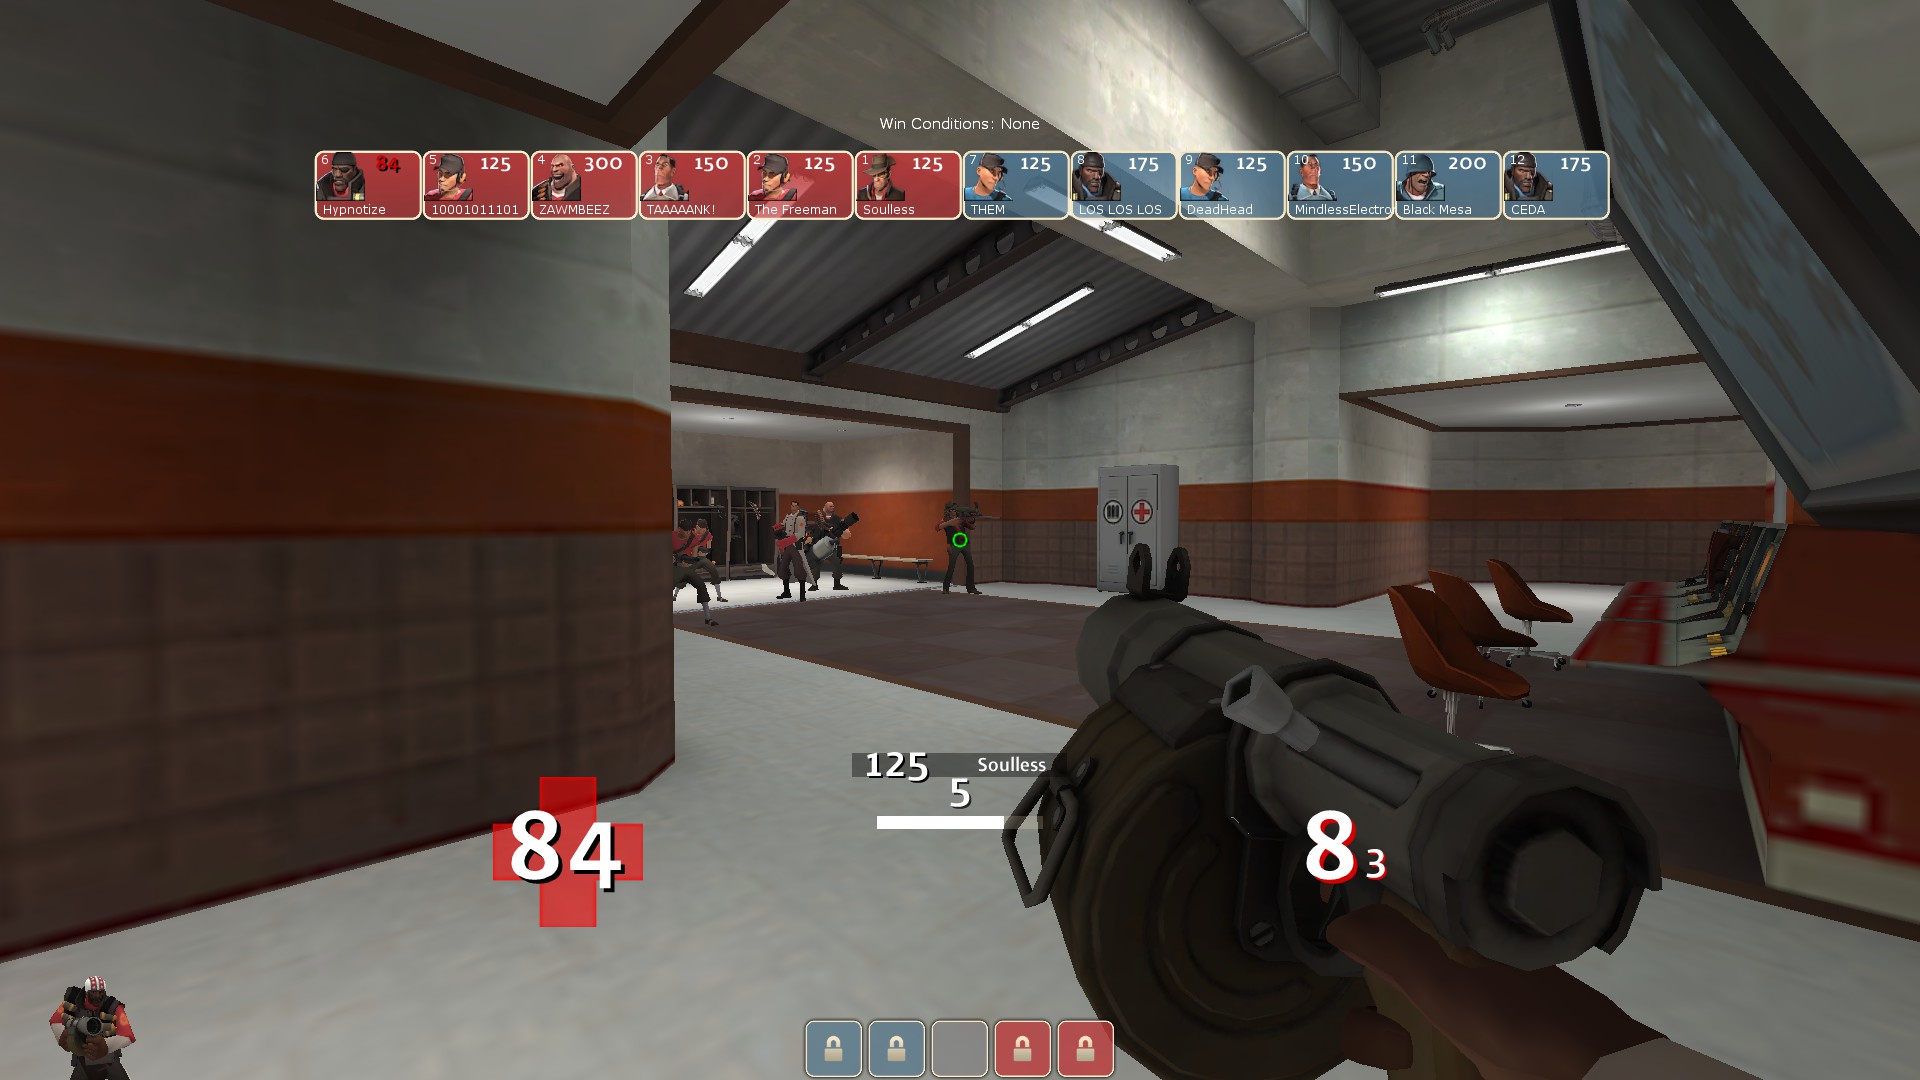 Win Conditions: None
6 84 Hypnotize
5 125 10001011101
4 300 ZAWMBEEZ
3 150 TAAAAANK!
2 125 The Freeman
1 125 Soulless
7 125 THEM
8 175 LOS LOS LOS
9 125 DeadHead
10 150 MindlessElectro
11 200 Black Mesa
12 175 CEDA
125 Soulless
5
84
8 3